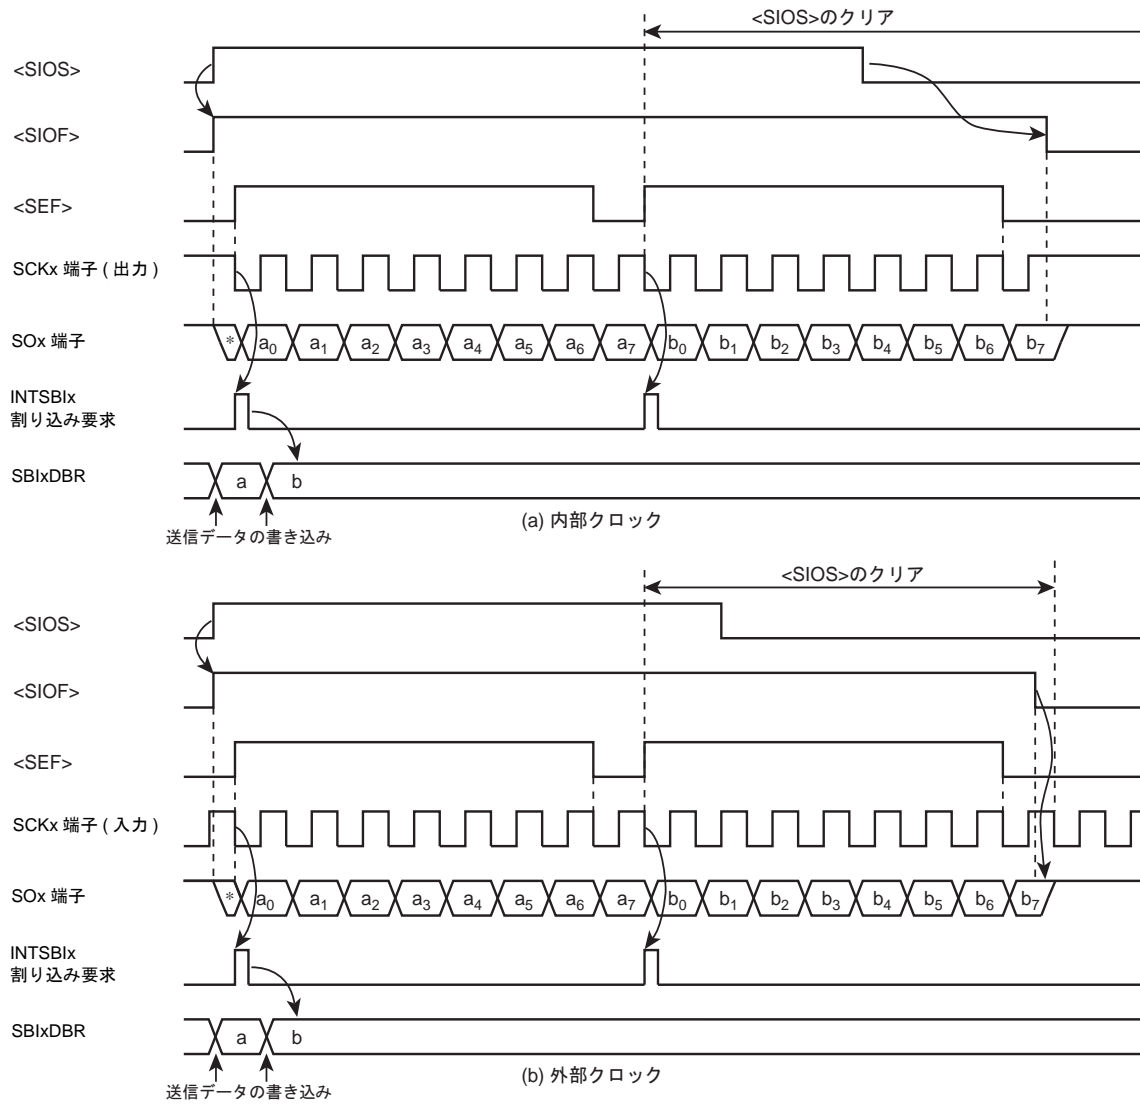 <SIOS>のクリア
<SIOS>
<SIOF>
<SEF>
SCKx 端子 ( 出力 )
SOx 端子
* a0 a1 a2 a3 a4 a5 a6 a7 b0 b1 b2 b3 b4 b5 b6 b7
INTSBIx
割り込み要求
SBIxDBR
a b
送信データの書き込み
(a) 内部クロック
<SIOS>のクリア
<SIOS>
<SIOF>
<SEF>
SCKx 端子 ( 入力 )
SOx 端子
* a0 a1 a2 a3 a4 a5 a6 a7 b0 b1 b2 b3 b4 b5 b6 b7
INTSBIx
割り込み要求
SBIxDBR
a b
送信データの書き込み
(b) 外部クロック